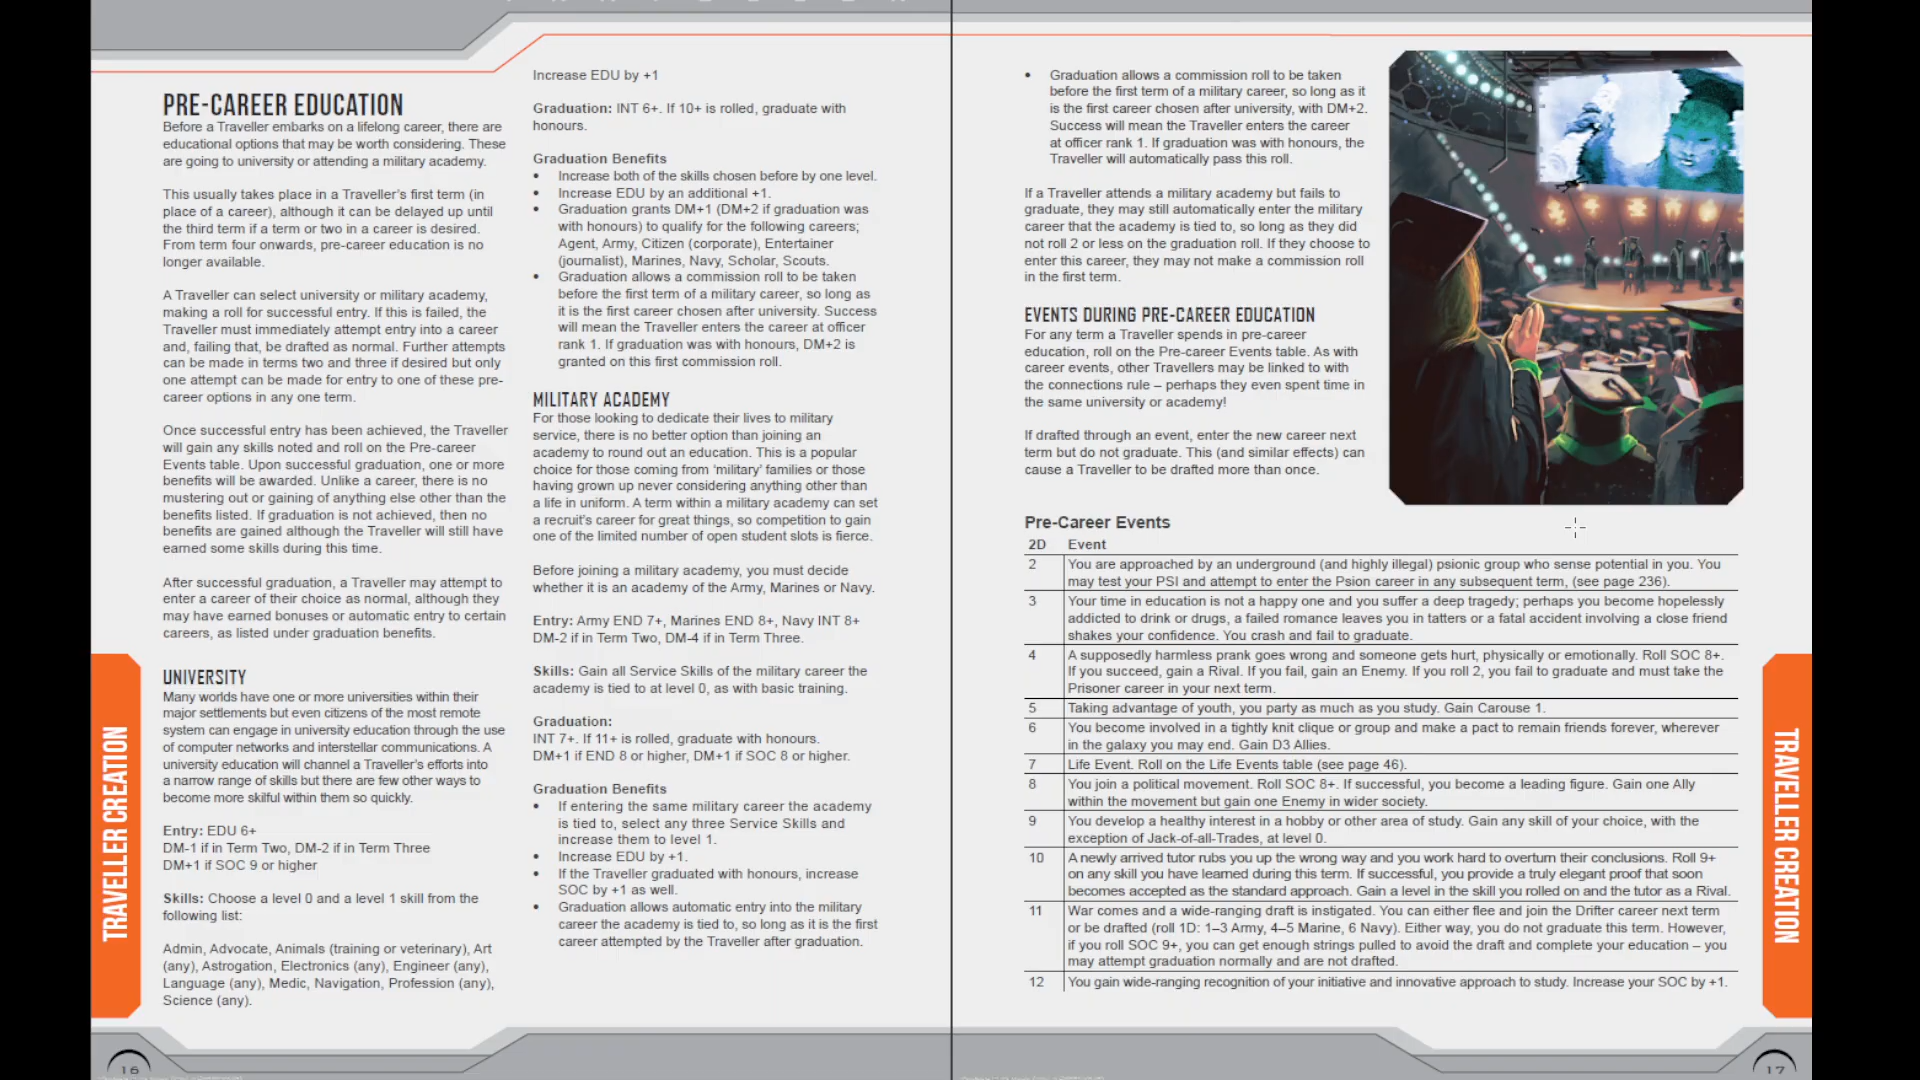 PRE-CAREER EDUCATION
Before a Traveller embarks on a lifelong career, there are
educational options that may be worth considering. These
are going to university or attending a military academy.
This usually takes place in a Traveller's first term (in
place of a career), although it can be delayed up until
the third term if a term or two in a career is desired.
From term four onwards, pre-career education is no
longer available.
A Traveller can select university or military academy,
making a roll for successful entry. If this is failed, the
Traveller must immediately attempt entry into a career
and, failing that, be drafted as normal. Further attempts
can be made in terms two and three if desired but only
one attempt can be made for entry to one of these pre-
career options in any one term.
Once successful entry has been achieved, the Traveller
will gain any skills noted and roll on the Pre-career
Events table. Upon successful graduation, one or more
benefits will be awarded. Unlike a career, there is no
mustering out or gaining of anything else other than the
benefits listed. If graduation is not achieved, then no
benefits are gained although the Traveller will still have
earned some skills during this time.
After successful graduation, a Traveller may attempt to
enter a career of their choice as normal, although they
may have earned bonuses or automatic entry to certain
careers, as listed under graduation benefits.
UNIVERSITY
Many worlds have one or more universities within their
major settlements but even citizens of the most remote
system can engage in university education through the use
of computer networks and interstellar communications. A
university education will channel a Traveller's efforts into
a narrow range of skills but there are few other ways to
become more skilful within them so quickly.
Entry: EDU 6+
DM-1 if in Term Two, DM-2 if in Term Three
DM+1 if SOC 9 or higher
Skills: Choose a level 0 and a level 1 skill from the
following list:
Admin, Advocate, Animals (training or veterinary), Art
(any), Astrogation, Electronics (any), Engineer (any),
Language (any), Medic, Navigation, Profession (any),
Science (any).
TRAVELLER CREATION
16
Increase EDU by +1
Graduation: INT 6+. If 10+ is rolled, graduate with
honours.
Graduation Benefits
• Increase both of the skills chosen before by one level.
• Increase EDU by an additional +1.
• Graduation grants DM+1 (DM+2 if graduation was
with honours) to qualify for the following careers;
Agent, Army, Citizen (corporate), Entertainer
(journalist), Marines, Navy, Scholar, Scouts.
• Graduation allows a commission roll to be taken
before the first term of a military career, so long as
it is the first career chosen after university. Success
will mean the Traveller enters the career at officer
rank 1. If graduation was with honours, DM+2 is
granted on this first commission roll.
MILITARY ACADEMY
For those looking to dedicate their lives to military
service, there is no better option than joining an
academy to round out an education. This is a popular
choice for those coming from 'military' families or those
having grown up never considering anything other than
a life in uniform. A term within a military academy can set
a recruit's career for great things, so competition to gain
one of the limited number of open student slots is fierce.
Before joining a military academy, you must decide
whether it is an academy of the Army, Marines or Navy.
Entry: Army END 7+, Marines END 8+, Navy INT 8+
DM-2 if in Term Two, DM-4 if in Term Three.
Skills: Gain all Service Skills of the military career the
academy is tied to at level 0, as with basic training.
Graduation:
INT 7+. If 11+ is rolled, graduate with honours.
DM+1 if END 8 or higher, DM+1 if SOC 8 or higher.
Graduation Benefits
• If entering the same military career the academy
is tied to, select any three Service Skills and
increase them to level 1.
• Increase EDU by +1.
• If the Traveller graduated with honours, increase
SOC by +1 as well.
• Graduation allows automatic entry into the military
career the academy is tied to, so long as it is the first
career attempted by the Traveller after graduation.
• Graduation allows a commission roll to be taken
before the first term of a military career, so long as it
is the first career chosen after university, with DM+2.
Success will mean the Traveller enters the career
at officer rank 1. If graduation was with honours, the
Traveller will automatically pass this roll.
If a Traveller attends a military academy but fails to
graduate, they may still automatically enter the military
career that the academy is tied to, so long as they did
not roll 2 or less on the graduation roll. If they choose to
enter this career, they may not make a commission roll
in the first term.
EVENTS DURING PRE-CAREER EDUCATION
For any term a Traveller spends in pre-career
education, roll on the Pre-career Events table. As with
career events, other Travellers may be linked to with
the connections rule – perhaps they even spent time in
the same university or academy!
If drafted through an event, enter the new career next
term but do not graduate. This (and similar effects) can
cause a Traveller to be drafted more than once.
Pre-Career Events
2D Event
2 You are approached by an underground (and highly illegal) psionic group who sense potential in you. You
may test your PSI and attempt to enter the Psion career in any subsequent term, (see page 236).
3 Your time in education is not a happy one and you suffer a deep tragedy; perhaps you become hopelessly
addicted to drink or drugs, a failed romance leaves you in tatters or a fatal accident involving a close friend
shakes your confidence. You crash and fail to graduate.
4 A supposedly harmless prank goes wrong and someone gets hurt, physically or emotionally. Roll SOC 8+.
If you succeed, gain a Rival. If you fail, gain an Enemy. If you roll 2, you fail to graduate and must take the
Prisoner career in your next term.
5 Taking advantage of youth, you party as much as you study. Gain Carouse 1.
6 You become involved in a tightly knit clique or group and make a pact to remain friends forever, wherever
in the galaxy you may end. Gain D3 Allies.
7 Life Event. Roll on the Life Events table (see page 46).
8 You join a political movement. Roll SOC 8+. If successful, you become a leading figure. Gain one Ally
within the movement but gain one Enemy in wider society.
9 You develop a healthy interest in a hobby or other area of study. Gain any skill of your choice, with the
exception of Jack-of-all-Trades, at level 0.
10 A newly arrived tutor rubs you up the wrong way and you work hard to overturn their conclusions. Roll 9+
on any skill you have learned during this term. If successful, you provide a truly elegant proof that soon
becomes accepted as the standard approach. Gain a level in the skill you rolled on and the tutor as a Rival.
11 War comes and a wide-ranging draft is instigated. You can either flee and join the Drifter career next term
or be drafted (roll 1D: 1–3 Army, 4–5 Marine, 6 Navy). Either way, you do not graduate this term. However,
if you roll SOC 9+, you can get enough strings pulled to avoid the draft and complete your education – you
may attempt graduation normally and are not drafted.
12 You gain wide-ranging recognition of your initiative and innovative approach to study. Increase your SOC by +1.
TRAVELLER CREATION
17